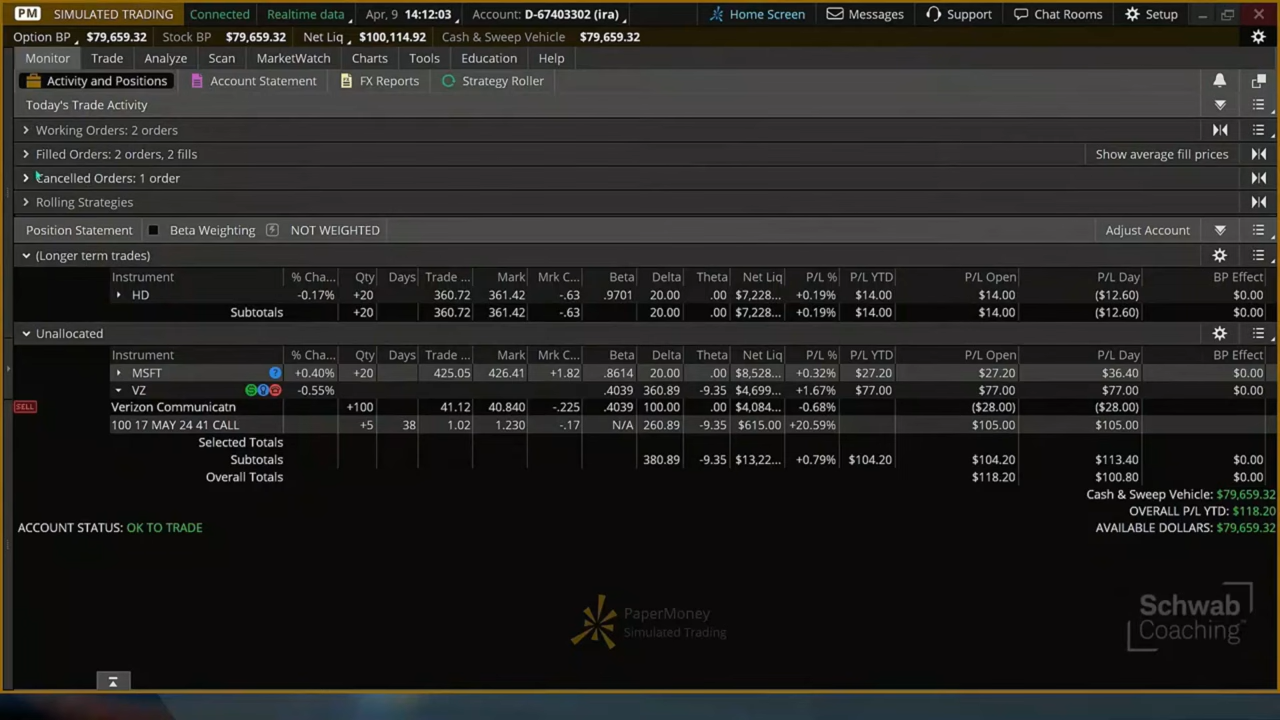 PM SIMULATED TRADING Connected Realtime data Apr, 9 14:12:03 Account: D-67403302 (ira) Home Screen Messages Support Chat Rooms Setup
Option BP $79,659.32 Stock BP $79,659.32 Net Liq $100,114.92 Cash & Sweep Vehicle $79,659.32
Monitor Trade Analyze Scan MarketWatch Charts Tools Education Help
Activity and Positions Account Statement FX Reports Strategy Roller
Today's Trade Activity
Working Orders: 2 orders
Filled Orders: 2 orders, 2 fills Show average fill prices
Cancelled Orders: 1 order
Rolling Strategies
Position Statement Beta Weighting NOT WEIGHTED Adjust Account
(Longer term trades)
Instrument % Cha... Qty Days Trade ... Mark Mrk C... Beta Delta Theta Net Liq P/L % P/L YTD P/L Open P/L Day BP Effect
HD -0.17% +20 360.72 361.42 -.63 .9701 20.00 .00 $7,228... +0.19% $14.00 $14.00 ($12.60) $0.00
Subtotals +20 360.72 361.42 -.63 20.00 .00 $7,228... +0.19% $14.00 $14.00 ($12.60) $0.00
Unallocated
Instrument % Cha... Qty Days Trade ... Mark Mrk C... Beta Delta Theta Net Liq P/L % P/L YTD P/L Open P/L Day BP Effect
MSFT ? +0.40% +20 425.05 426.41 +1.82 .8614 20.00 .00 $8,528... +0.32% $27.20 $27.20 $36.40 $0.00
VZ -0.55% .4039 360.89 -9.35 $4,699... +1.67% $77.00 $77.00 $77.00 $0.00
SELL Verizon Communicatn +100 41.12 40.840 -.225 .4039 100.00 .00 $4,084... -0.68% ($28.00) ($28.00)
100 17 MAY 24 41 CALL +5 38 1.02 1.230 -.17 N/A 260.89 -9.35 $615.00 +20.59% $105.00 $105.00
Selected Totals
Subtotals 380.89 -9.35 $13,22... +0.79% $104.20 $104.20 $113.40 $0.00
Overall Totals $118.20 $100.80 $0.00
Cash & Sweep Vehicle: $79,659.32
OVERALL P/L YTD: $118.20
ACCOUNT STATUS: OK TO TRADE AVAILABLE DOLLARS: $79,659.32
PaperMoney
Simulated Trading
Schwab
Coaching